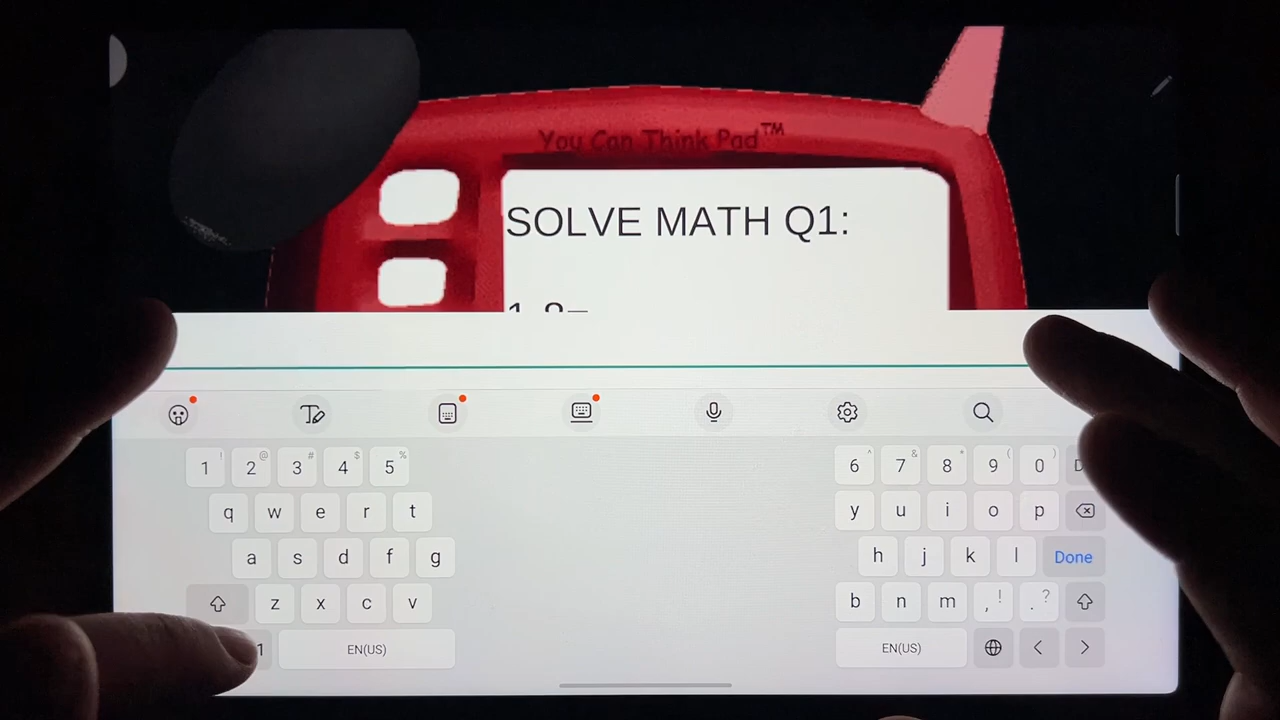 You Can Think Pad™
SOLVE MATH Q1:
1 2 3 4 5
! @ # $ %
q w e r t
a s d f g
z x c v
1
EN(US)
6 7 8 9 0
^ & * ( )
y u i o p
h j k l Done
b n m , ! . ?
EN(US) < >